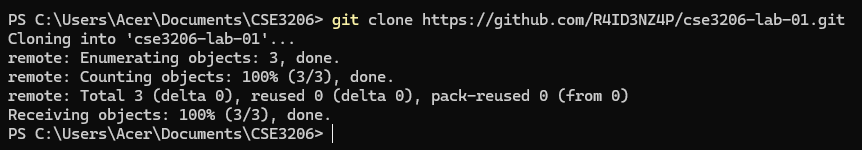 PS C:\Users\Acer\Documents\CSE3206> git clone https://github.com/R4ID3NZ4P/cse3206-lab-01.git
Cloning into 'cse3206-lab-01'...
remote: Enumerating objects: 3, done.
remote: Counting objects: 100% (3/3), done.
remote: Total 3 (delta 0), reused 0 (delta 0), pack-reused 0 (from 0)
Receiving objects: 100% (3/3), done.
PS C:\Users\Acer\Documents\CSE3206>